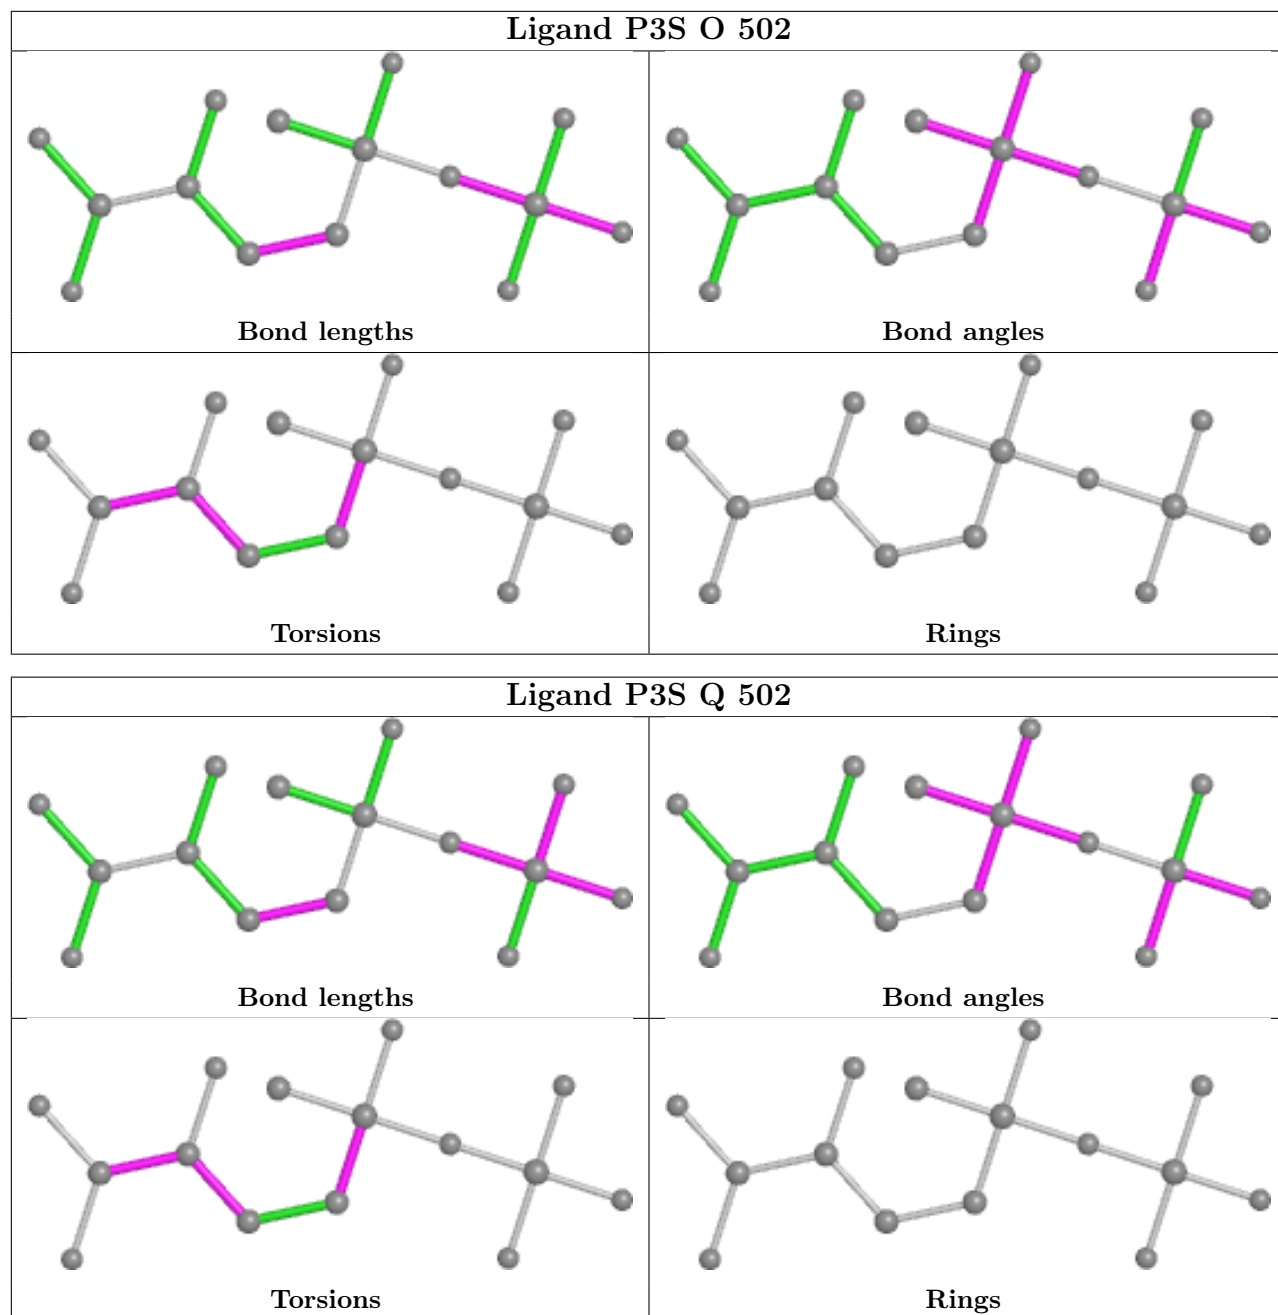 Ligand P3S O 502
Bond lengths
Bond angles
Torsions
Rings
Ligand P3S Q 502
Bond lengths
Bond angles
Torsions
Rings